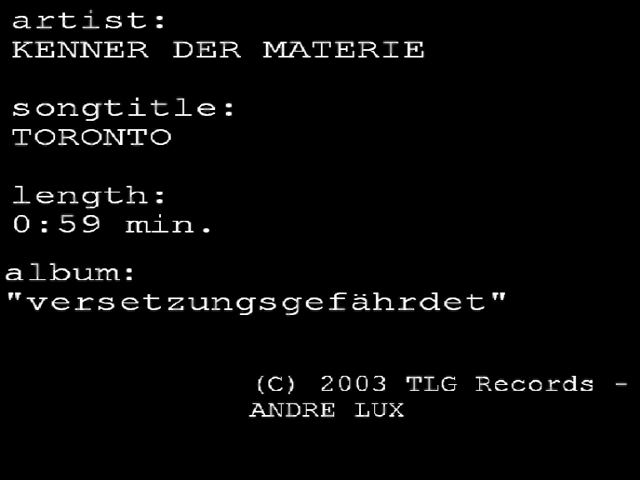 artist:
KENNER DER MATERIE
songtitle:
TORONTO
length:
0:59 min.
album:
"versetzungsgefährdet"
(C) 2003 TLG Records -
ANDRE LUX